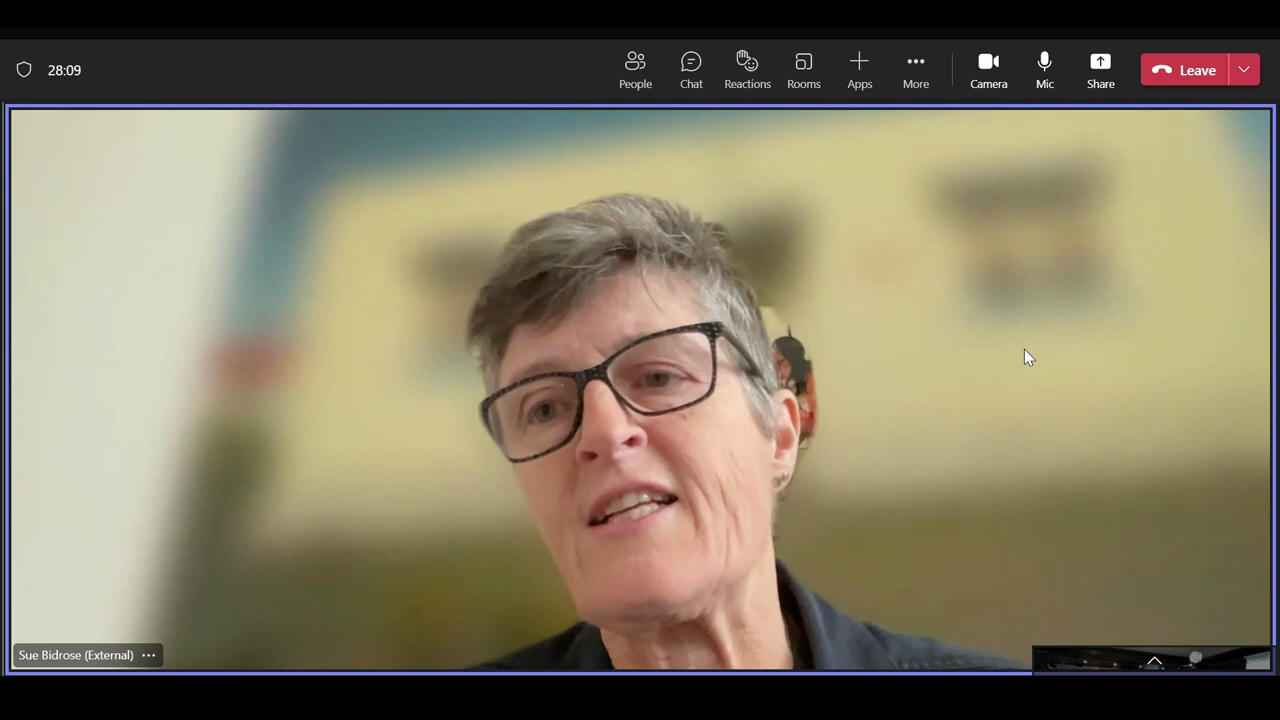 28:09
People
Chat
Reactions
Rooms
Apps
More
Camera
Mic
Share
Leave
Sue Bidrose (External)